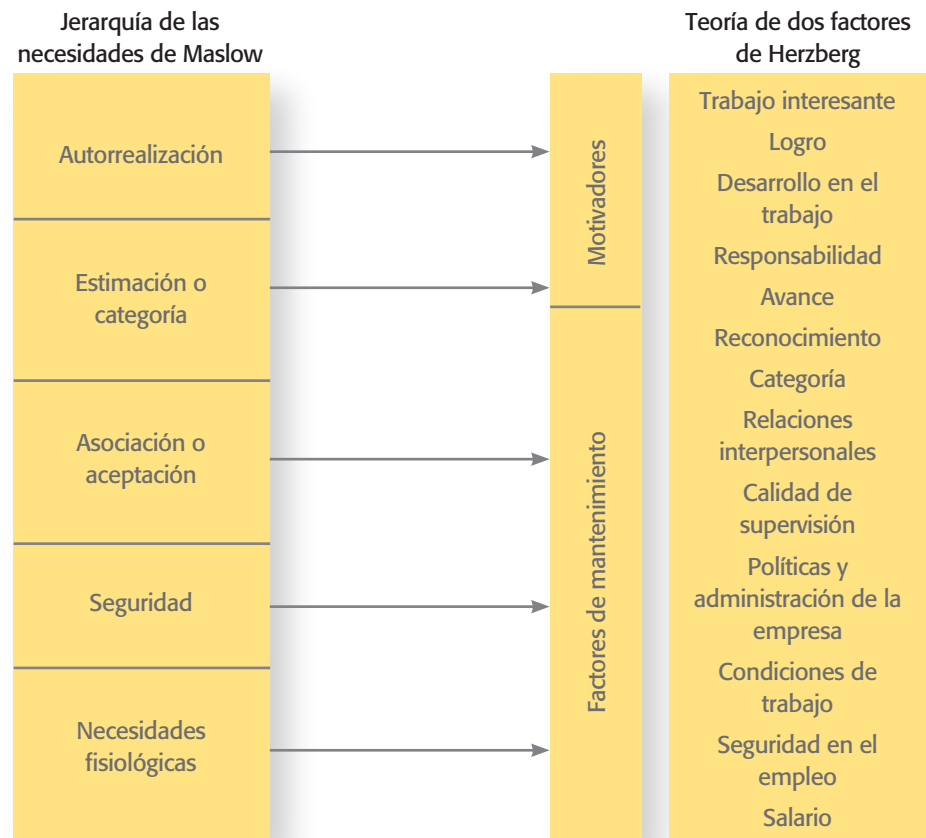 Jerarquía de las
necesidades de Maslow
Autorrealización
Estimación o
categoría
Asociación o
aceptación
Seguridad
Necesidades
fisiológicas
Motivadores
Factores de mantenimiento
Teoría de dos factores
de Herzberg
Trabajo interesante
Logro
Desarrollo en el
trabajo
Responsabilidad
Avance
Reconocimiento
Categoría
Relaciones
interpersonales
Calidad de
supervisión
Políticas y
administración de la
empresa
Condiciones de
trabajo
Seguridad en el
empleo
Salario